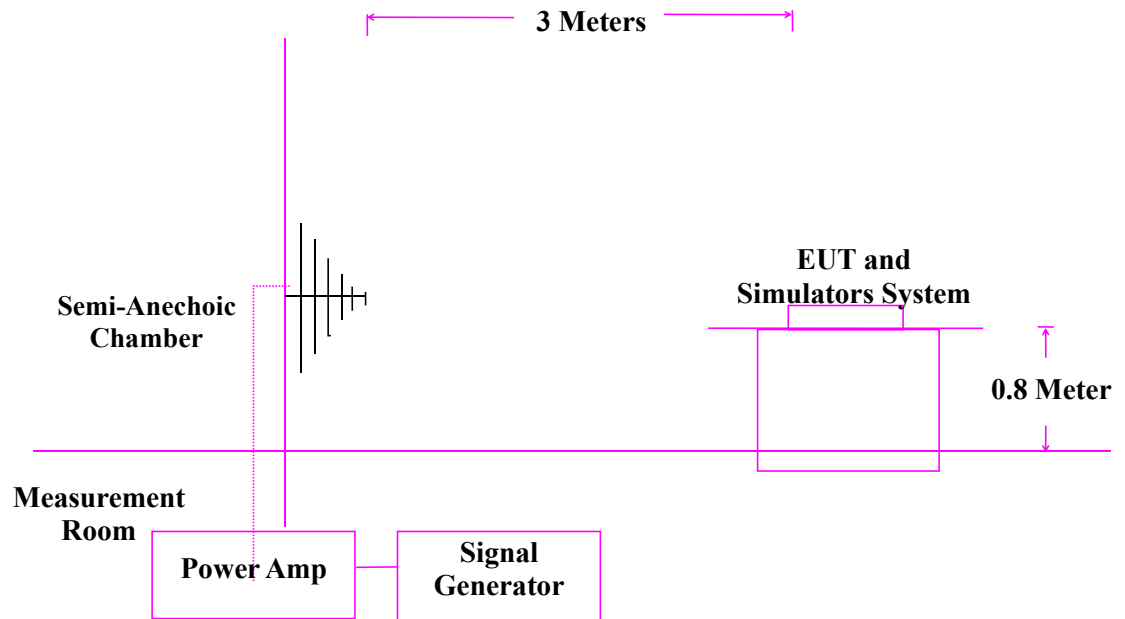 3 Meters
EUT and
Simulators System
Semi-Anechoic
Chamber
0.8 Meter
Measurement
Room
Power Amp
Signal
Generator